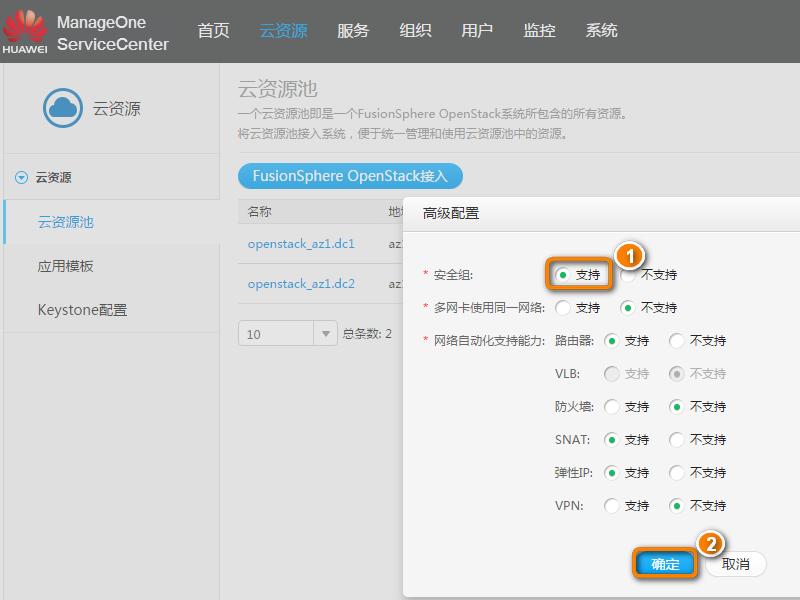 HUAWEI
ManageOne
ServiceCenter
首页 云资源 服务 组织 用户 监控 系统
云资源
云资源
云资源池
应用模板
Keystone配置
云资源池
一个云资源池即是一个FusionSphere OpenStack系统所包含的所有资源。
将云资源池接入系统，便于统一管理和使用云资源池中的资源。
FusionSphere OpenStack接入
名称
openstack_az1.dc1 az
openstack_az1.dc2 az
10 总条数: 2
高级配置
* 安全组: 支持 不支持
1
* 多网卡使用同一网络: 支持 不支持
* 网络自动化支持能力: 路由器: 支持 不支持
VLB: 支持 不支持
防火墙: 支持 不支持
SNAT: 支持 不支持
弹性IP: 支持 不支持
VPN: 支持 不支持
2
确定 取消